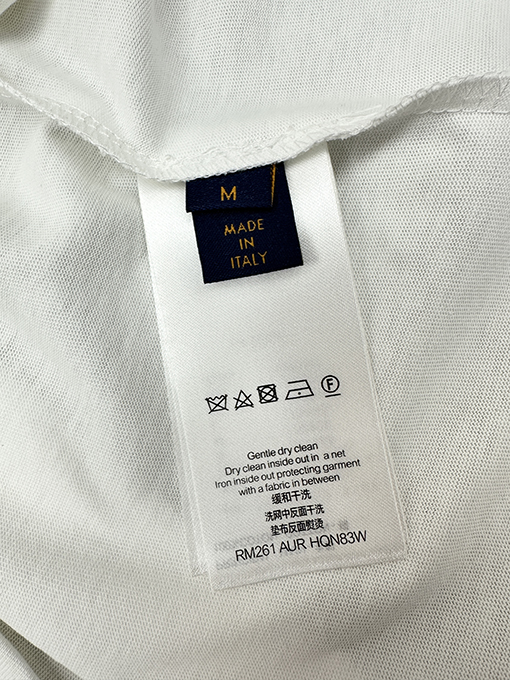 M
MADE
IN
ITALY
Gentle dry clean
Dry clean inside out in a net
Iron inside out protecting garment
with a fabric in between
缓和干洗
洗网中反面干洗
垫布反面熨烫
RM261 AUR HQN83W